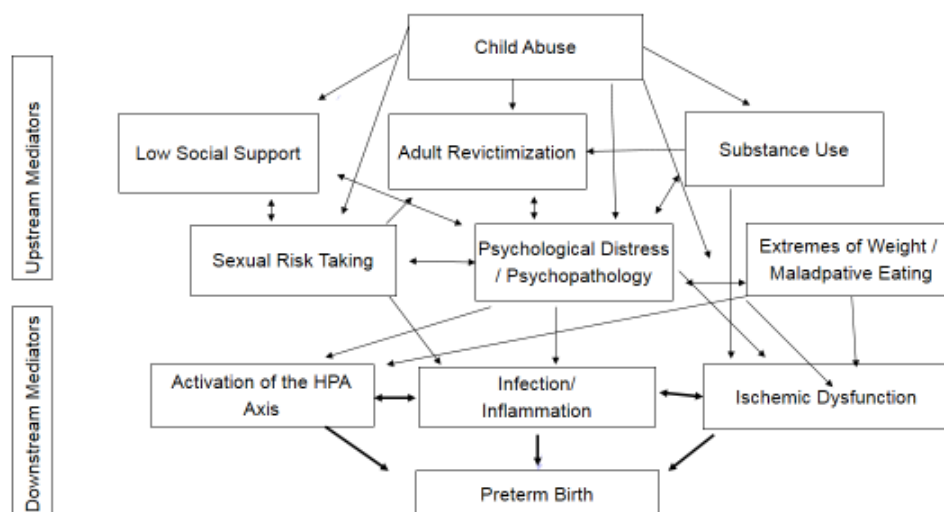 Child Abuse
Upstream Mediators
Low Social Support
Adult Revictimization
Substance Use
Sexual Risk Taking
Psychological Distress
/ Psychopathology
Extremes of Weight /
Maladpative Eating
Downstream Mediators
Activation of the HPA
Axis
Infection/
Inflammation
Ischemic Dysfunction
Preterm Birth